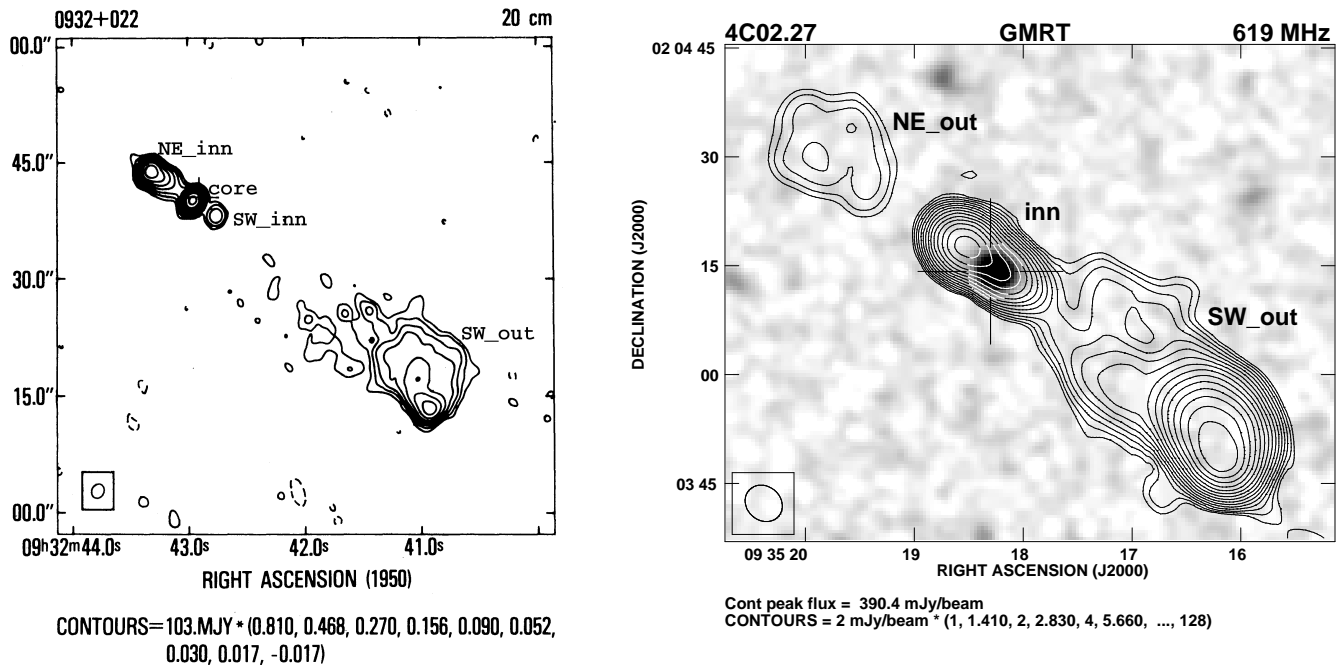 0932+022 20 cm
00.0"
45.0"
30.0"
15.0"
00.0"
NE_inn
core
SW_inn
SW_out
09h32m44.0s 43.0s 42.0s 41.0s
RIGHT ASCENSION (1950)
CONTOURS=103.MJY * (0.810, 0.468, 0.270, 0.156, 0.090, 0.052,
0.030, 0.017, -0.017)
4C02.27 GMRT 619 MHz
02 04 45
30
15
00
03 45
DECLINATION (J2000)
NE_out
inn
SW_out
09 35 20 19 18 17 16
RIGHT ASCENSION (J2000)
Cont peak flux = 390.4 mJy/beam
CONTOURS = 2 mJy/beam * (1, 1.410, 2, 2.830, 4, 5.660, ..., 128)